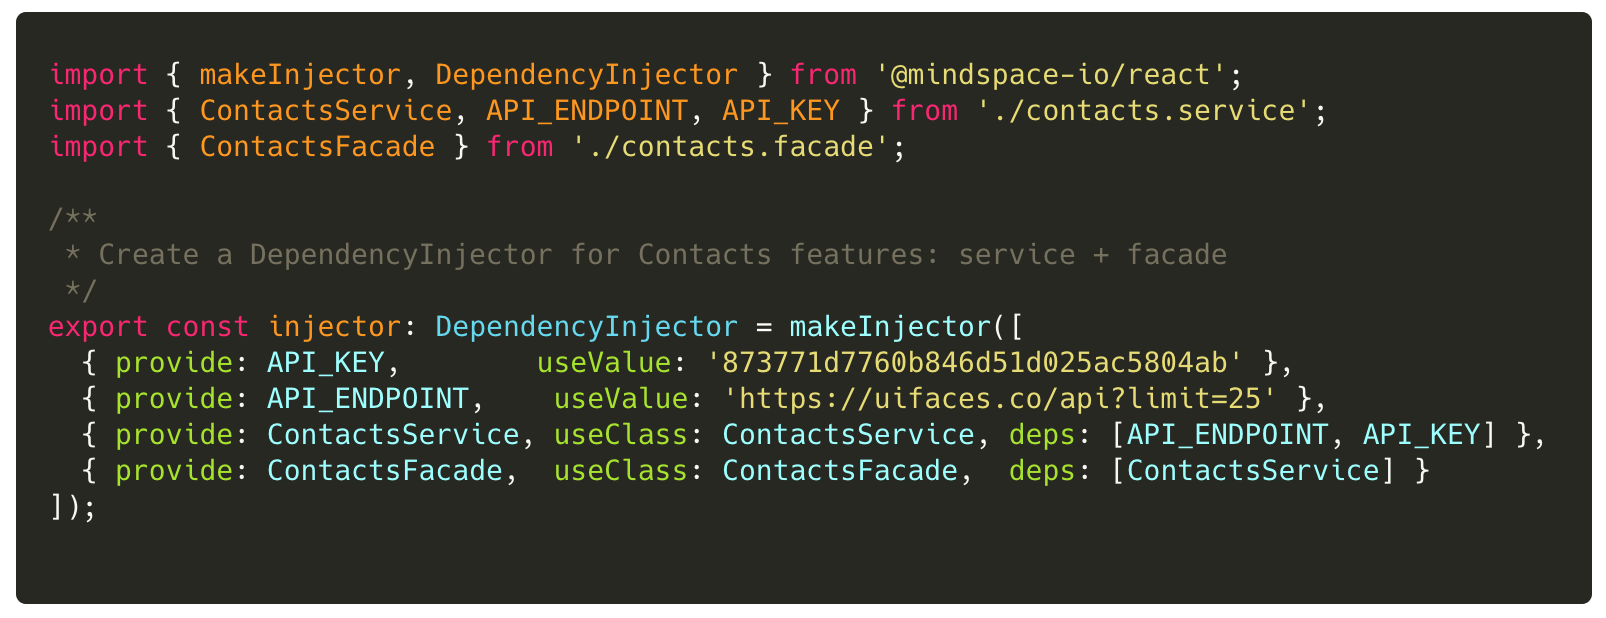 import { makeInjector, DependencyInjector } from '@mindspace-io/react';
import { ContactsService, API_ENDPOINT, API_KEY } from './contacts.service';
import { ContactsFacade } from './contacts.facade';

/**
 * Create a DependencyInjector for Contacts features: service + facade
 */
export const injector: DependencyInjector = makeInjector([
  { provide: API_KEY,        useValue: '873771d7760b846d51d025ac5804ab' },
  { provide: API_ENDPOINT,    useValue: 'https://uifaces.co/api?limit=25' },
  { provide: ContactsService, useClass: ContactsService, deps: [API_ENDPOINT, API_KEY] },
  { provide: ContactsFacade,  useClass: ContactsFacade,  deps: [ContactsService] }
]);